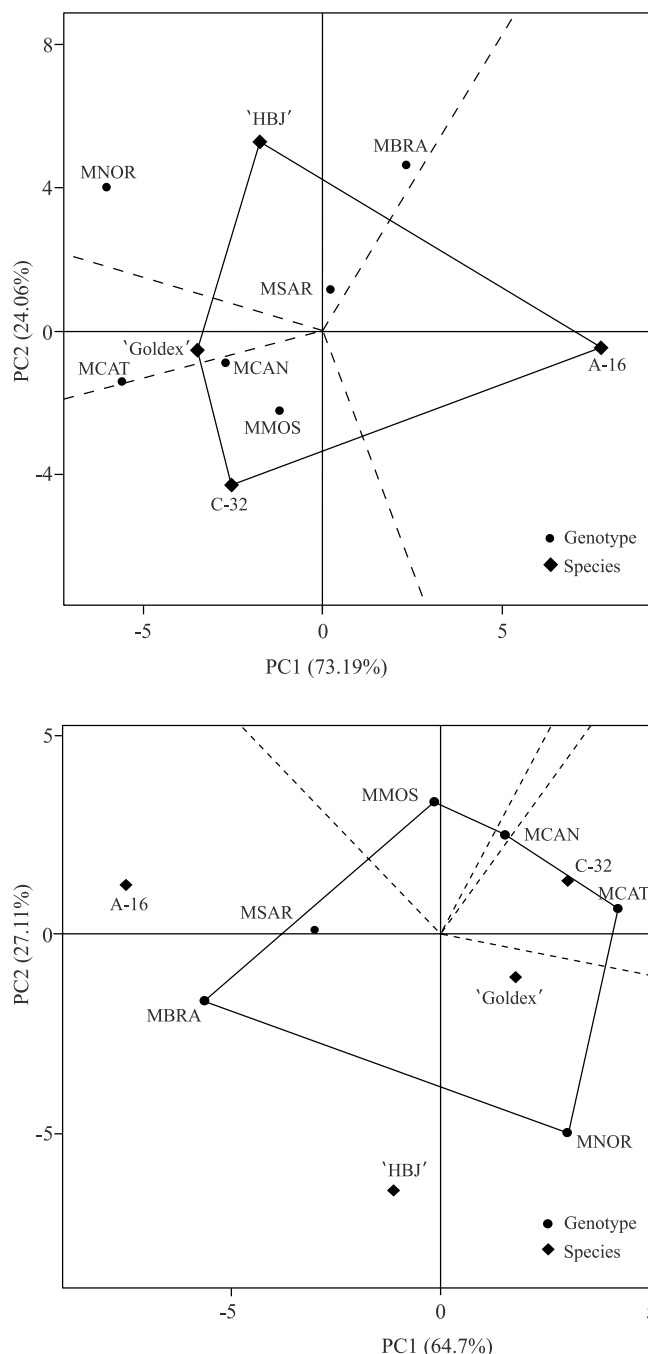 8
‵HBJ′
MBRA
MNOR
4
MSAR
0
‵Goldex′
MCAN
MCAT
A-16
MMOS
-4
C-32
Genotype
Species
-5
0
5
PC1 (73.19%)
PC2 (24.06%)
5
MMOS
MCAN
C-32
A-16
MCAT
MSAR
0
‵Goldex′
MBRA
-5
MNOR
‵HBJ′
Genotype
Species
-5
0
5
PC1 (64.7%)
PC2 (27.11%)